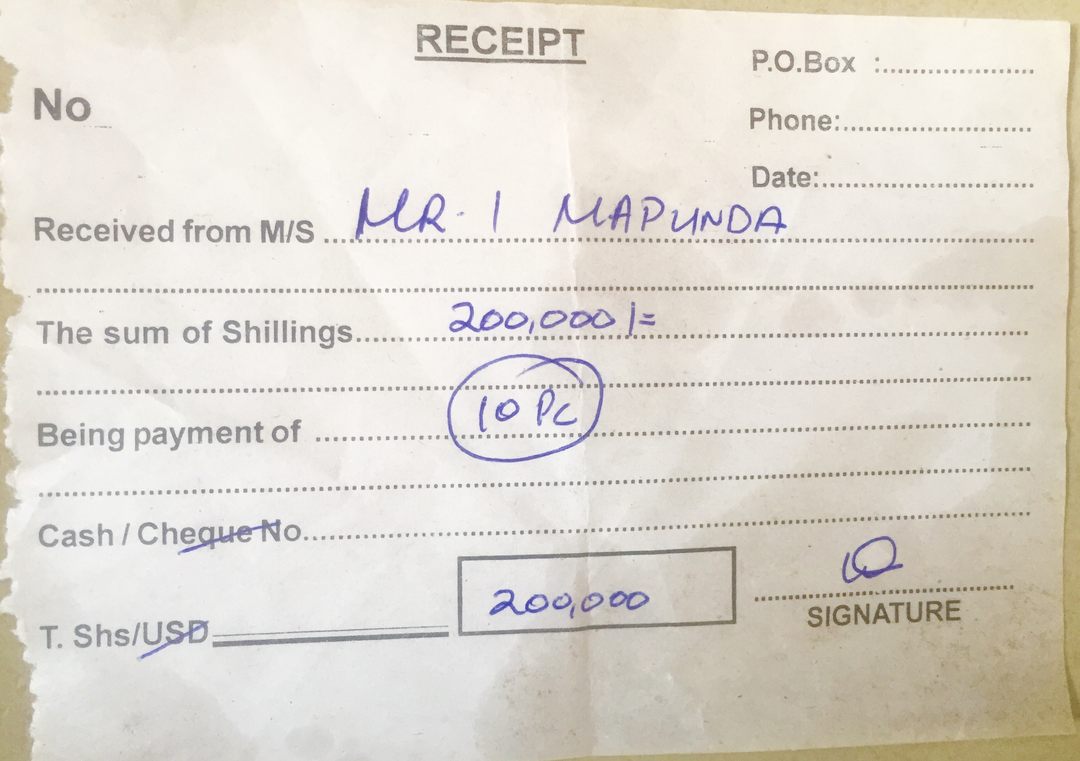 RECEIPT
P.O.Box :
No
Phone:
Date:
Received from M/S MR. I MAPUNDA
The sum of Shillings 200,000/=
Being payment of 10 Pc
Cash / Cheque No.
T. Shs/USD 200,000
SIGNATURE